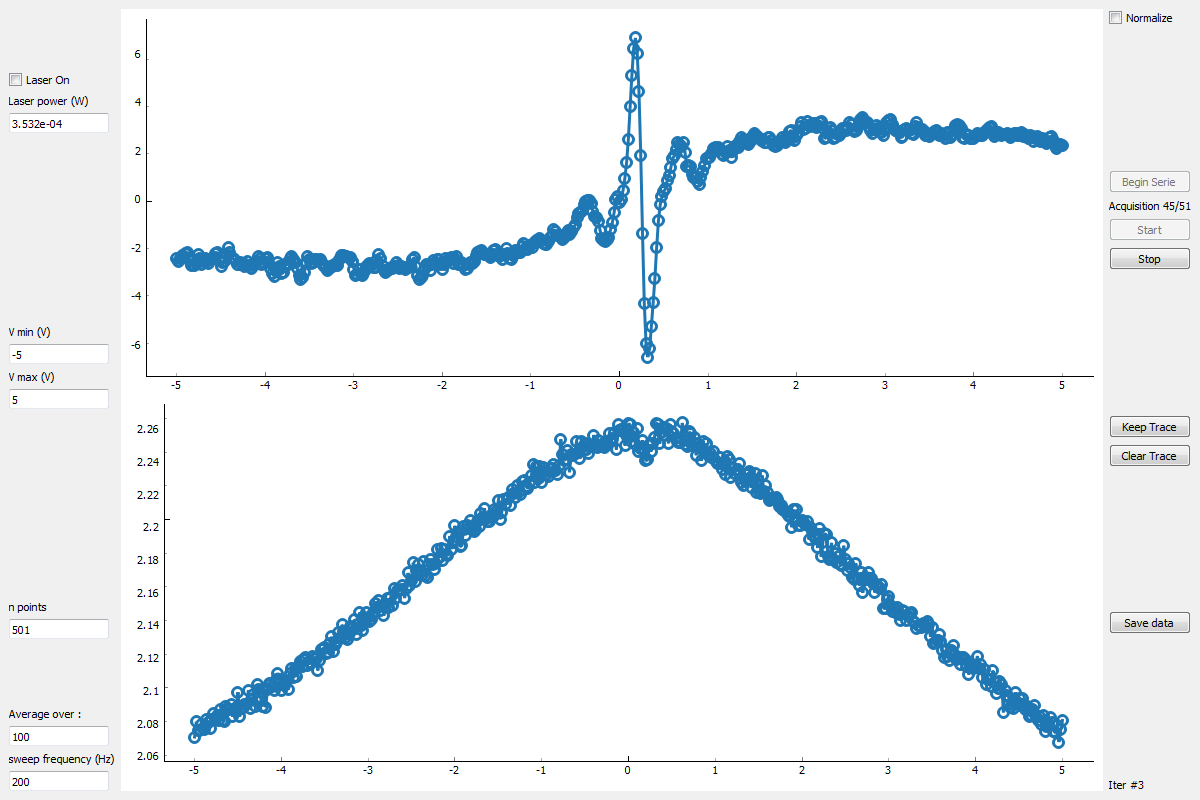 Normalize
6
Laser On
Laser power (W)
3.532e-04
4
2
Begin Serie
0
Acquisition 45/51
Start
-2
Stop
-4
V min (V)
-6
-5
-5 -4 -3 -2 -1 0 1 2 3 4 5
V max (V)
5
2.26
Keep Trace
2.24
Clear Trace
2.22
2.2
2.18
2.16
n points
2.14
Save data
501
2.12
2.1
Average over :
2.08
100
2.06
sweep frequency (Hz)
-5 -4 -3 -2 -1 0 1 2 3 4 5
200
Iter #3